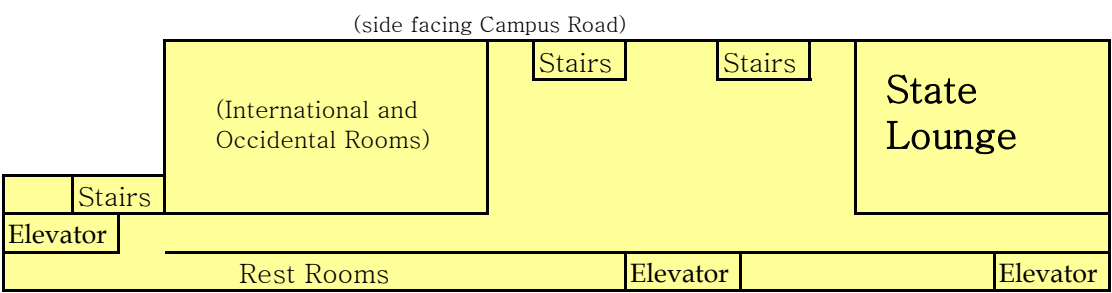 (side facing Campus Road)
Stairs
Stairs
(International and
Occidental Rooms)
State
Lounge
Stairs
Elevator
Rest Rooms
Elevator
Elevator